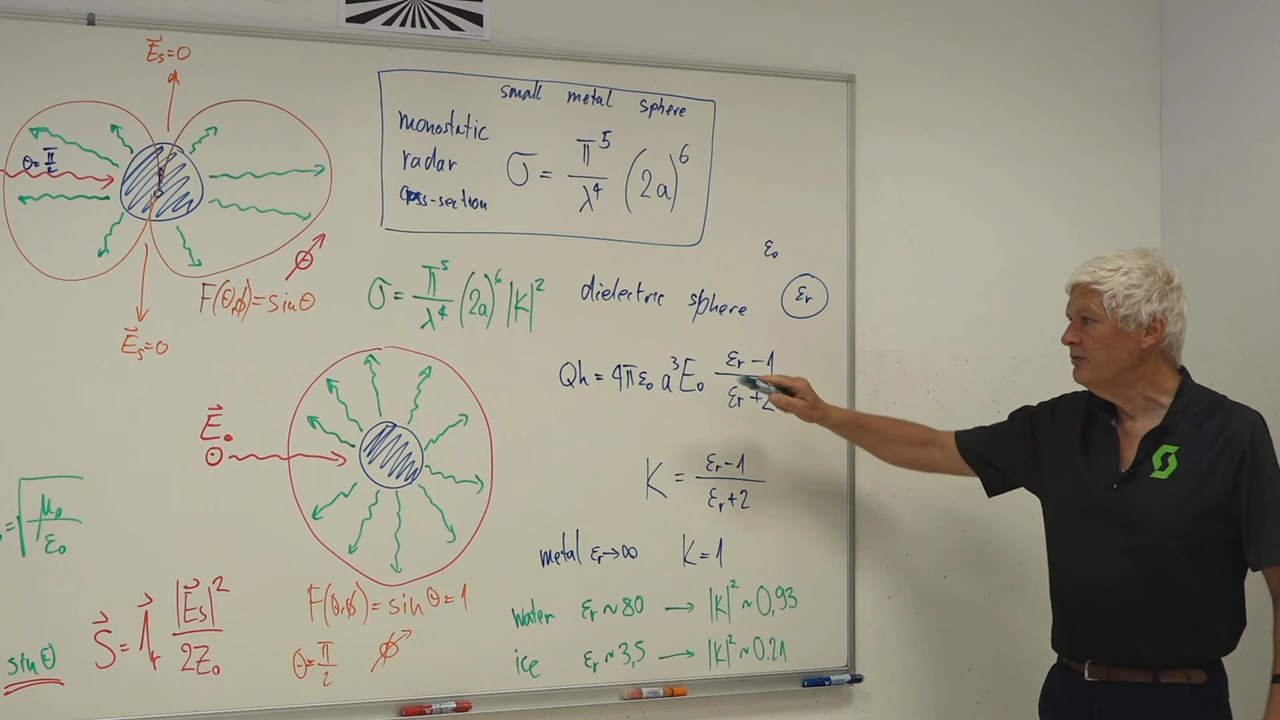 E⃗s=0
Θ=π/2
E⃗s=0
F(Θ,ϕ)=sinΘ
small metal sphere
monostatic
radar
cross-section
σ = π⁵/λ⁴ (2a)⁶
σ = π⁵/λ⁴ (2a)⁶ |K|²
dielectric sphere
ε₀
εr
Qh = 4πε₀ a³ E₀ (εr-1)/(εr+2)
K = (εr-1)/(εr+2)
metal εr→∞ K=1
water εr~80 → |K|²~0,93
ice εr~3,5 → |K|²~0.21
E⃗₀
F(Θ,ϕ)=sinΘ=1
Θ=π/2
=√(μ₀/ε₀)
S⃗ = 1⃗r |E⃗s|²/2Z₀
sinΘ